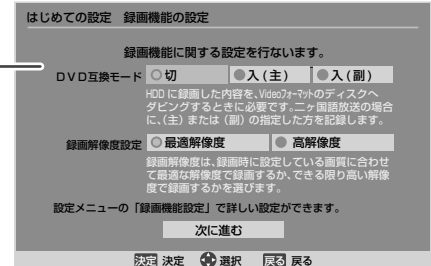 はじめての設定 録画機能の設定
録画機能に関する設定を行ないます。
DVD互換モード 切 入(主) 入(副)
HDDに録画した内容を、Videoフォーマットのディスクへ
ダビングするときに必要です。二ヶ国語放送の場合
に、(主)または(副)の指定した方を記録します。
録画解像度設定 最適解像度 高解像度
録画解像度は、録画時に設定している画質に合わせ
て最適な解像度で録画するか、できる限り高い解像
度で録画するかを選びます。
設定メニューの「録画機能設定」で詳しい設定ができます。
次に進む
決定 決定 選択 戻る 戻る